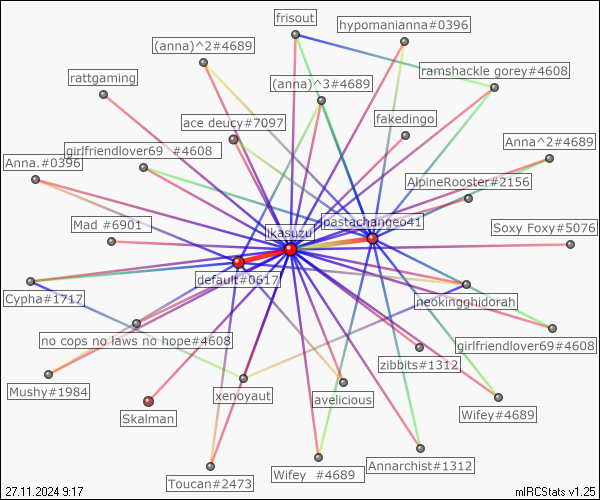 frisout
hypomanianna#0396
(anna)^2#4689
ramshackle gorey#4608
rattgaming
(anna)^3#4689
ace deucy#7097
fakedingo
Anna^2#4689
girlfriendlover69 #4608
Anna.#0396
AlpineRooster#2156
Mad #6901
lkasuzu
pastachangeo41
Soxy Foxy#5076
default#0617
Cypha#1717
neokingghidorah
no cops no laws no hope#4608
girlfriendlover69#4608
zibbits#1312
Mushy#1984
xenoyaut
avelicious
Skalman
Wifey#4689
Annarchist#1312
Toucan#2473
Wifey #4689
27.11.2024 9:17
mIRCStats v1.25